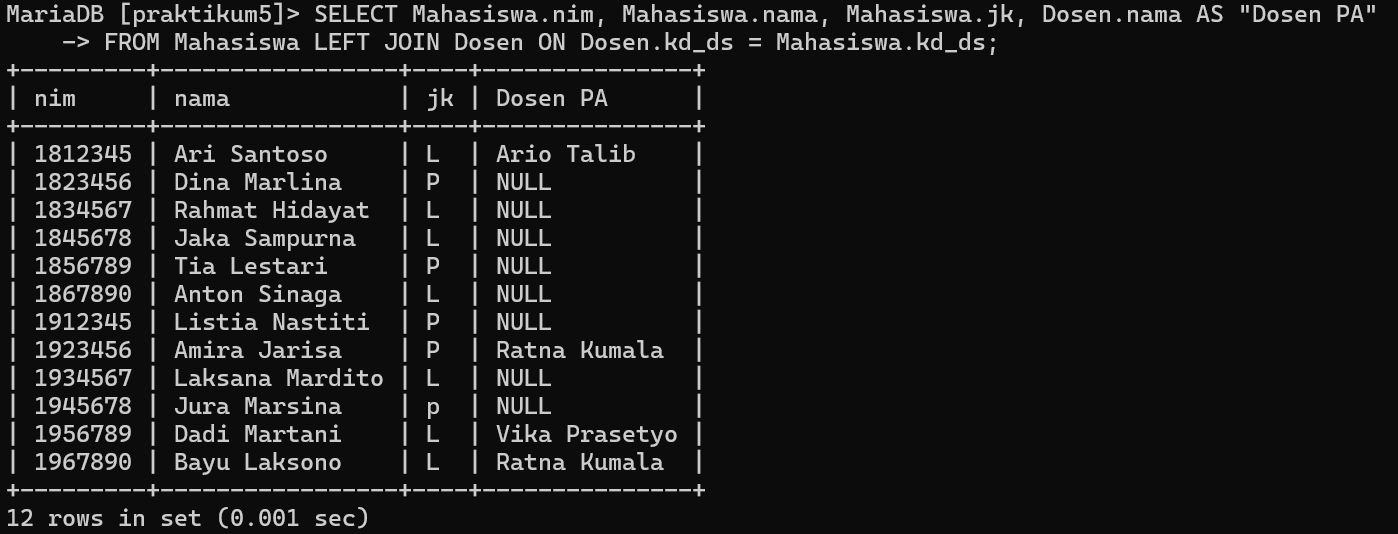 MariaDB [praktikum5]> SELECT Mahasiswa.nim, Mahasiswa.nama, Mahasiswa.jk, Dosen.nama AS "Dosen PA"
    -> FROM Mahasiswa LEFT JOIN Dosen ON Dosen.kd_ds = Mahasiswa.kd_ds;
+---------+-----------------+----+---------------+
| nim     | nama            | jk | Dosen PA      |
+---------+-----------------+----+---------------+
| 1812345 | Ari Santoso     | L  | Ario Talib    |
| 1823456 | Dina Marlina    | P  | NULL          |
| 1834567 | Rahmat Hidayat  | L  | NULL          |
| 1845678 | Jaka Sampurna   | L  | NULL          |
| 1856789 | Tia Lestari     | P  | NULL          |
| 1867890 | Anton Sinaga    | L  | NULL          |
| 1912345 | Listia Nastiti  | P  | NULL          |
| 1923456 | Amira Jarisa    | P  | Ratna Kumala  |
| 1934567 | Laksana Mardito | L  | NULL          |
| 1945678 | Jura Marsina    | p  | NULL          |
| 1956789 | Dadi Martani    | L  | Vika Prasetyo |
| 1967890 | Bayu Laksono    | L  | Ratna Kumala  |
+---------+-----------------+----+---------------+
12 rows in set (0.001 sec)